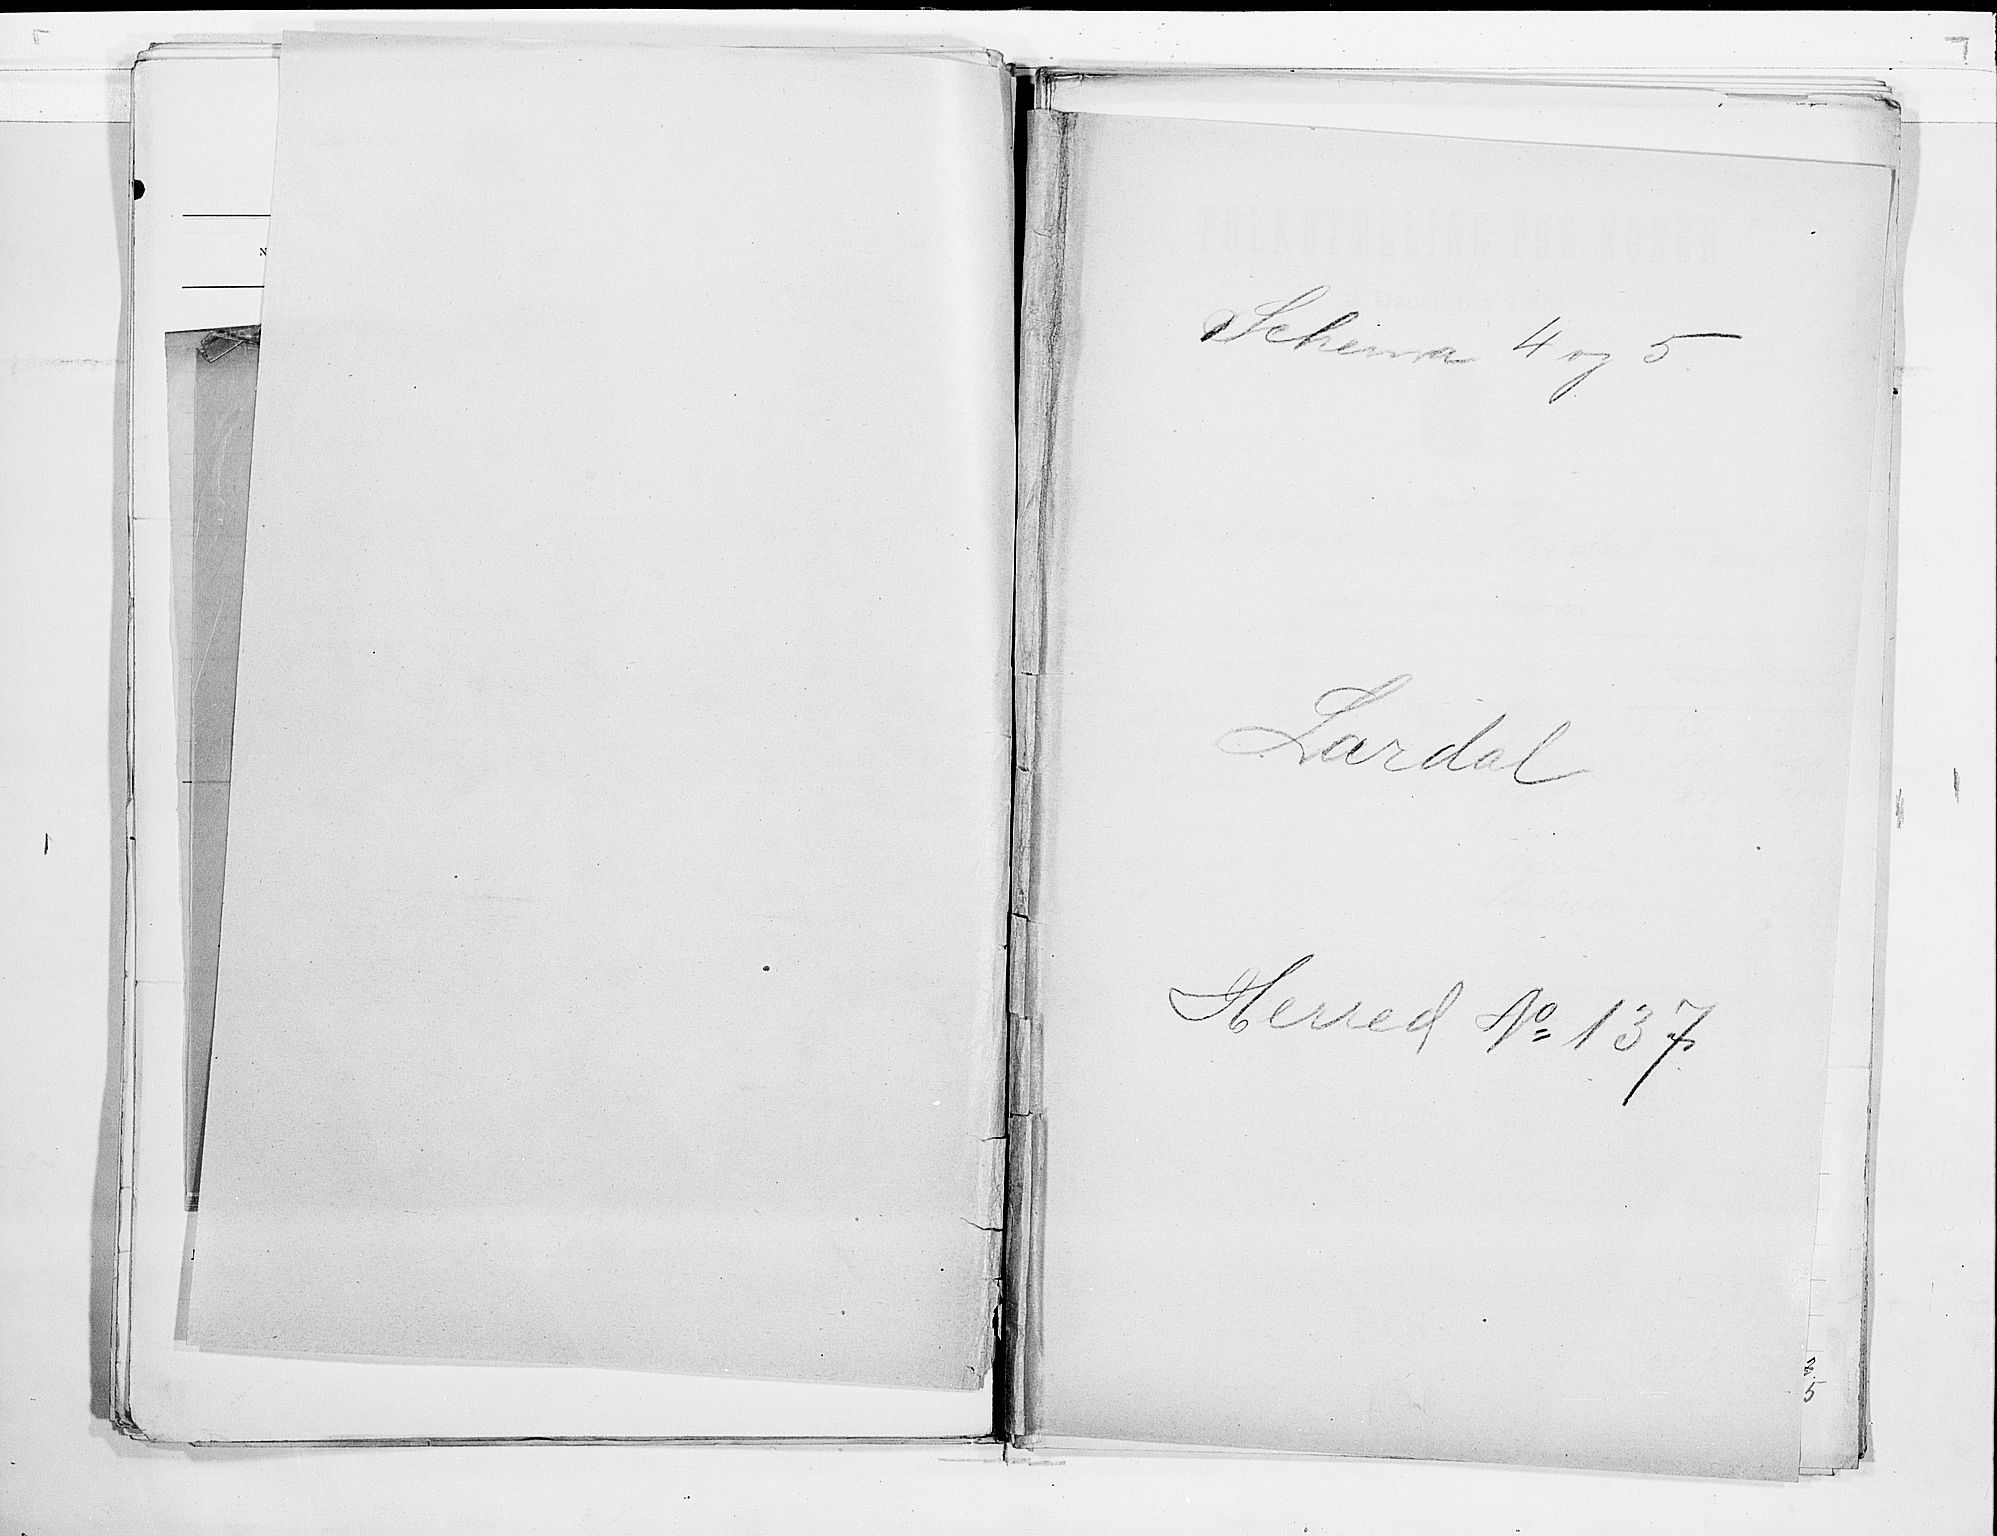 Schema 4 og 5
Lardal
Herred No 137